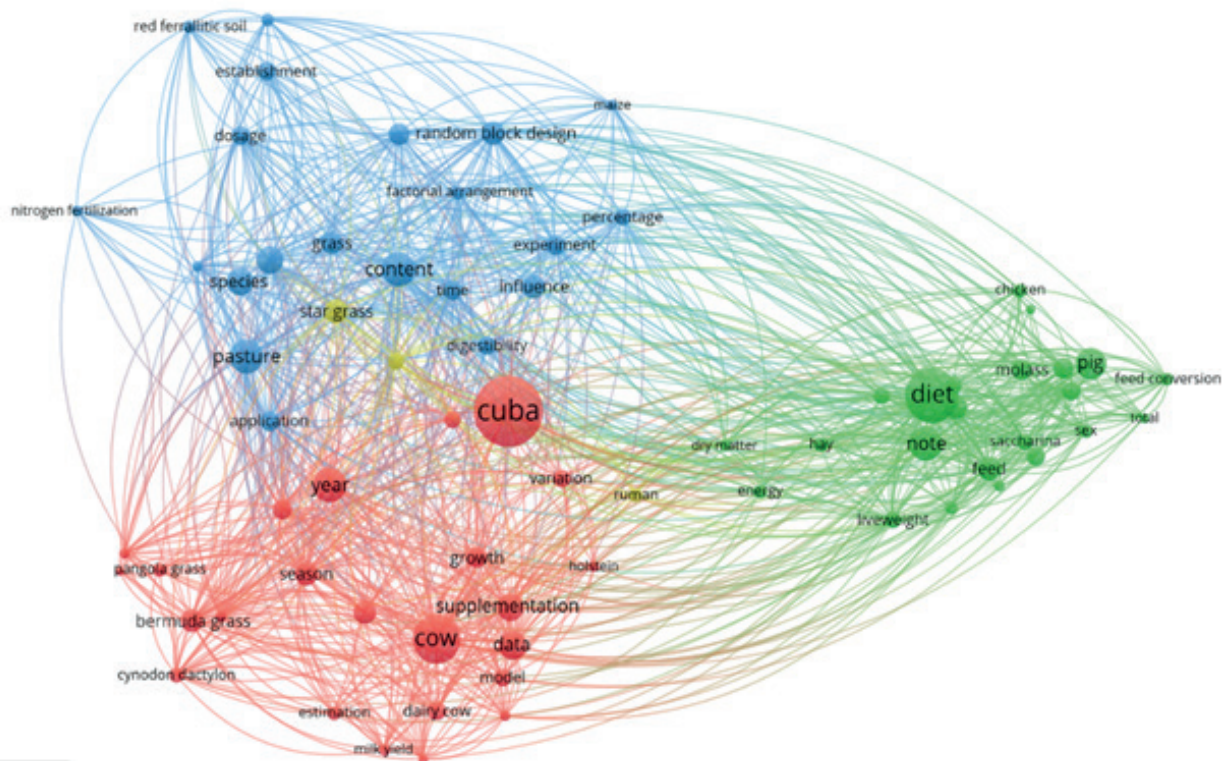 red ferrallitic soil
establishment
maize
dosage
random block design
factorial arrangement
nitrogen fertilization
percentage
grass
experiment
content
species
time
influence
star grass
chicken
digestibility
pasture
molass
pig
feed conversion
diet
cuba
total
application
sex
dry matter
hay
note
saccharina
year
variation
feed
ruman
energy
liveweight
growth
holstein
pangola grass
season
supplementation
bermuda grass
cow
data
cynodon dactylon
model
estimation
dairy cow
milk yield